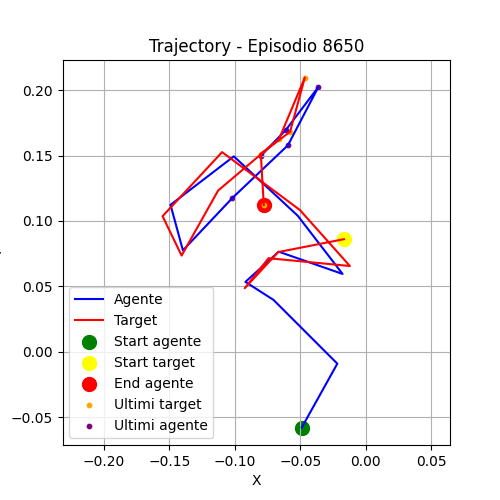 Trajectory - Episodio 8650
0.20
0.15
0.10
0.05
0.00
−0.05
Agente
Target
Start agente
Start target
End agente
Ultimi target
Ultimi agente
−0.20 −0.15 −0.10 −0.05 0.00 0.05
X